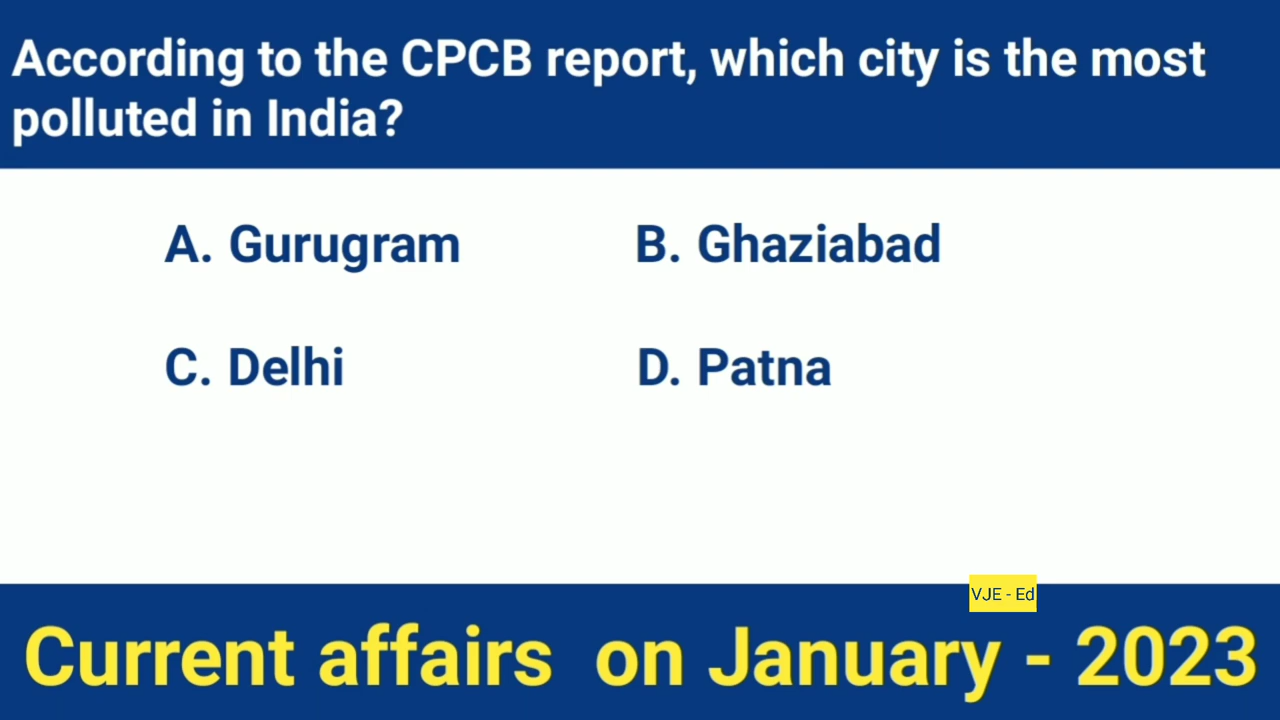 According to the CPCB report, which city is the most
polluted in India?
A. Gurugram B. Ghaziabad
C. Delhi D. Patna
VJE - Ed
Current affairs on January - 2023